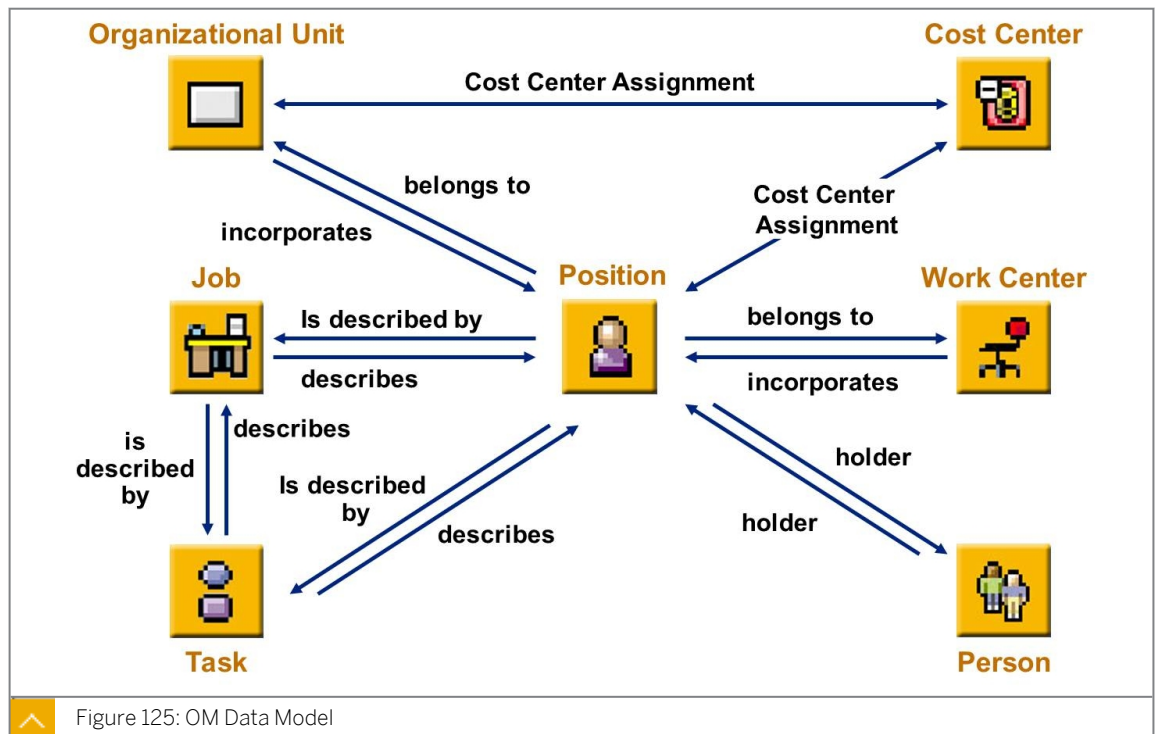 Organizational Unit
Cost Center
Cost Center Assignment
belongs to
incorporates
Cost Center
Assignment
Job
Position
Work Center
Is described by
describes
belongs to
incorporates
is
described
by
describes
Is described
by
describes
holder
holder
Task
Person
Figure 125: OM Data Model